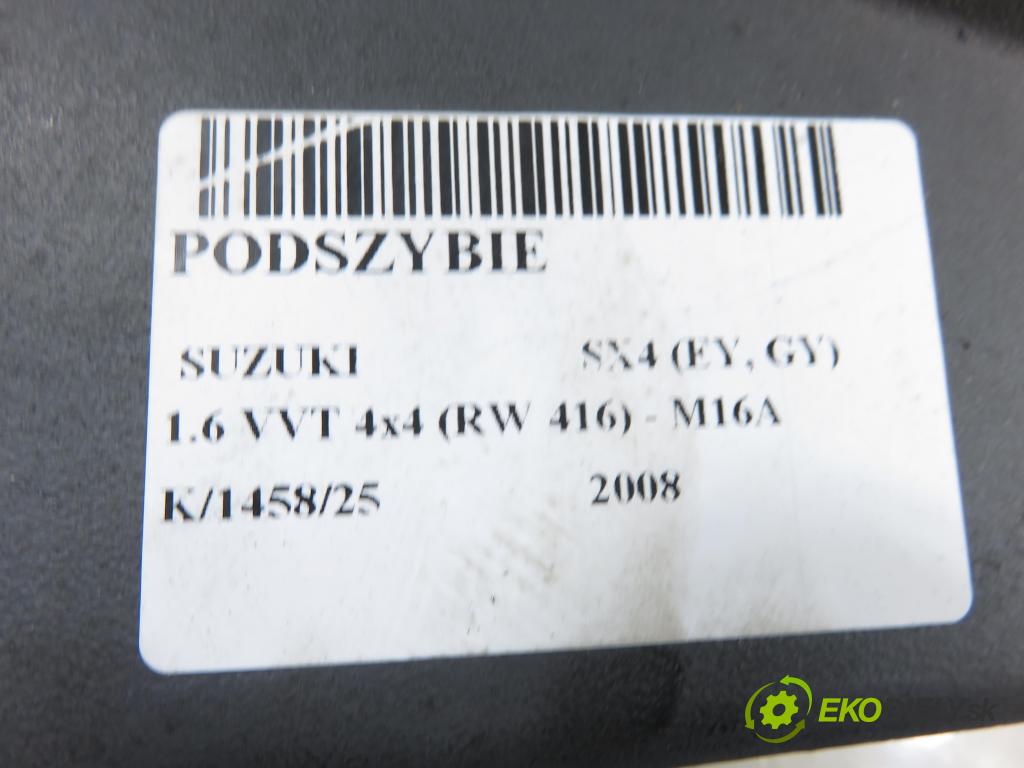 PODSZYBIE
SUZUKI SX4 (EY, GY)
1.6 VVT 4x4 (RW 416) - M16A
K/1458/25 2008
EKO